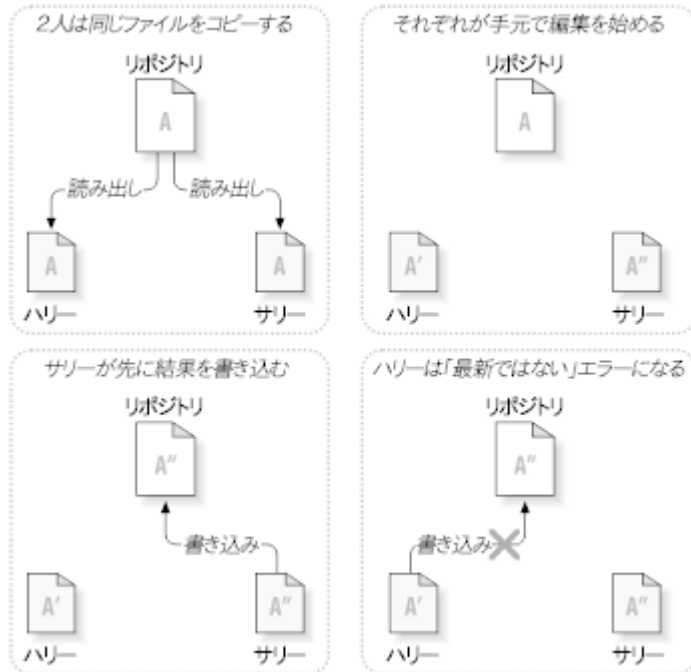 2人は同じファイルをコピーする
リポジトリ
A
読み出し
読み出し
A
A
ハリー
サリー
それぞれが手元で編集を始める
リポジトリ
A
A'
A"
ハリー
サリー
サリーが先に結果を書き込む
リポジトリ
A"
書き込み
A'
A"
ハリー
サリー
ハリーは「最新ではない」エラーになる
リポジトリ
A"
書き込み
A'
A"
ハリー
サリー